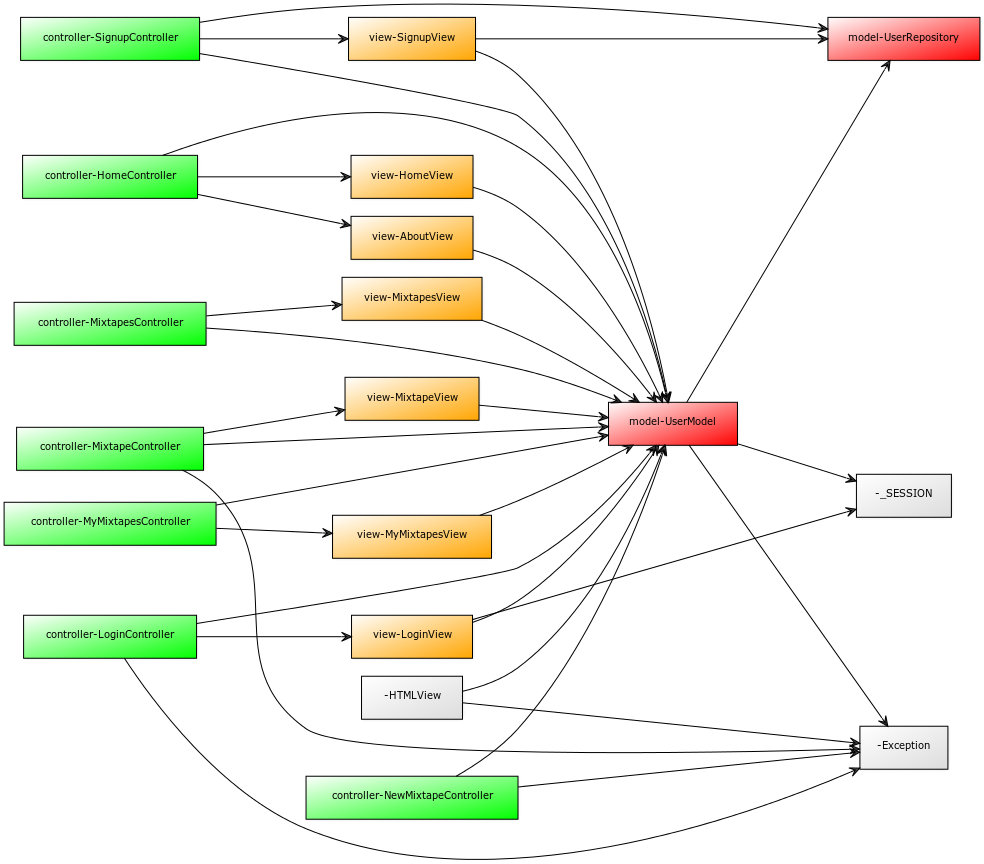 controller-SignupController
view-SignupView
model-UserRepository
controller-HomeController
view-HomeView
view-AboutView
view-MixtapesView
controller-MixtapesController
view-MixtapeView
model-UserModel
controller-MixtapeController
-_SESSION
controller-MyMixtapesController
view-MyMixtapesView
controller-LoginController
view-LoginView
-HTMLView
-Exception
controller-NewMixtapeController